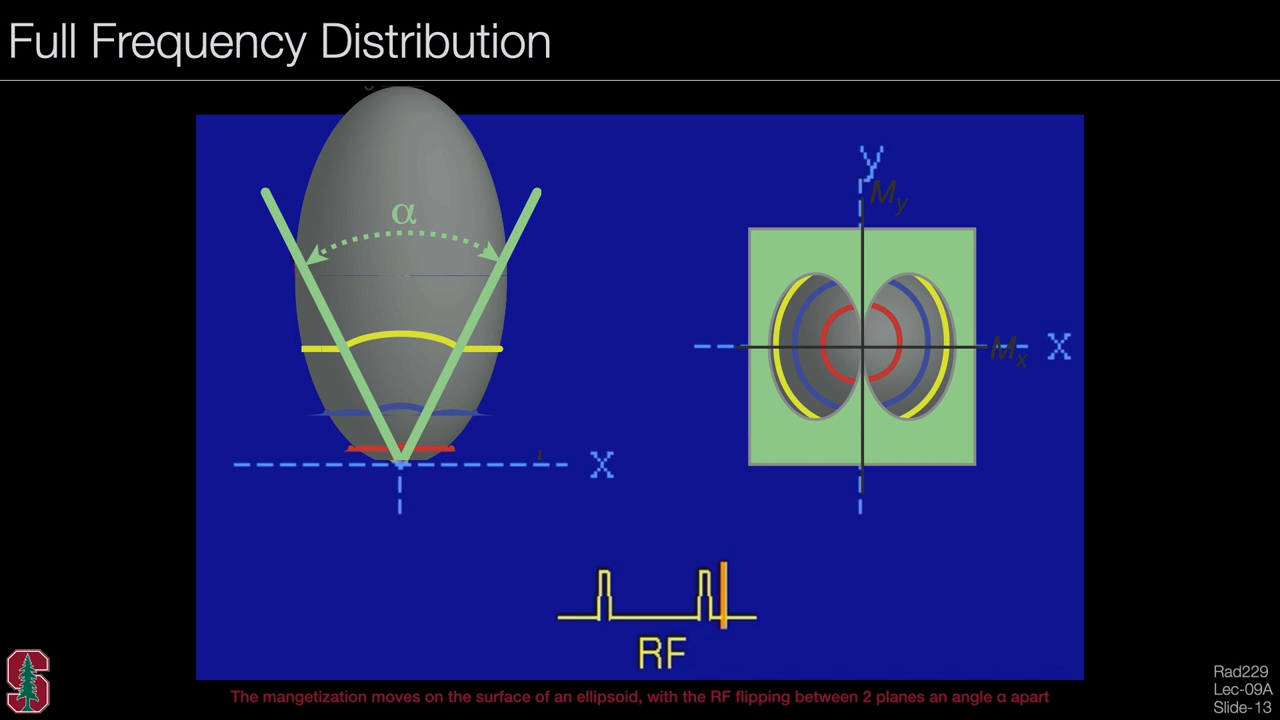 Full Frequency Distribution
α
X
y
My
Mx
X
RF
The mangetization moves on the surface of an ellipsoid, with the RF flipping between 2 planes an angle α apart
Rad229
Lec-09A
Slide-13
S